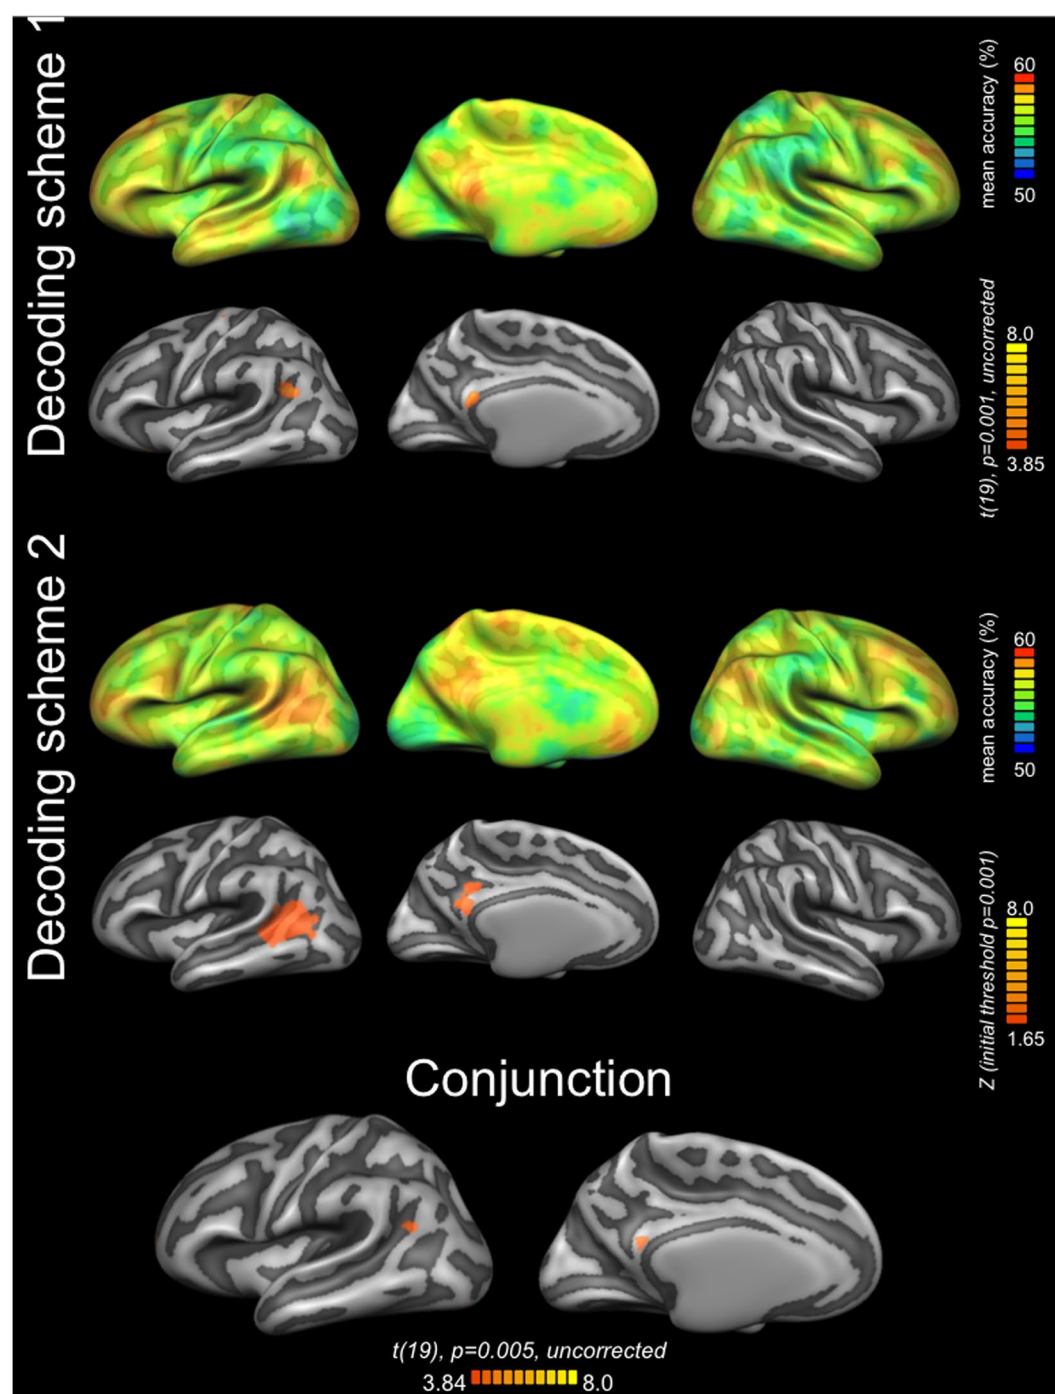 Decoding scheme 1
mean accuracy (%)
60
50
t(19), p=0.001, uncorrected
8.0
3.85
Decoding scheme 2
mean accuracy (%)
60
50
Z (initial threshold p=0.001)
8.0
1.65
Conjunction
t(19), p=0.005, uncorrected
3.84 8.0